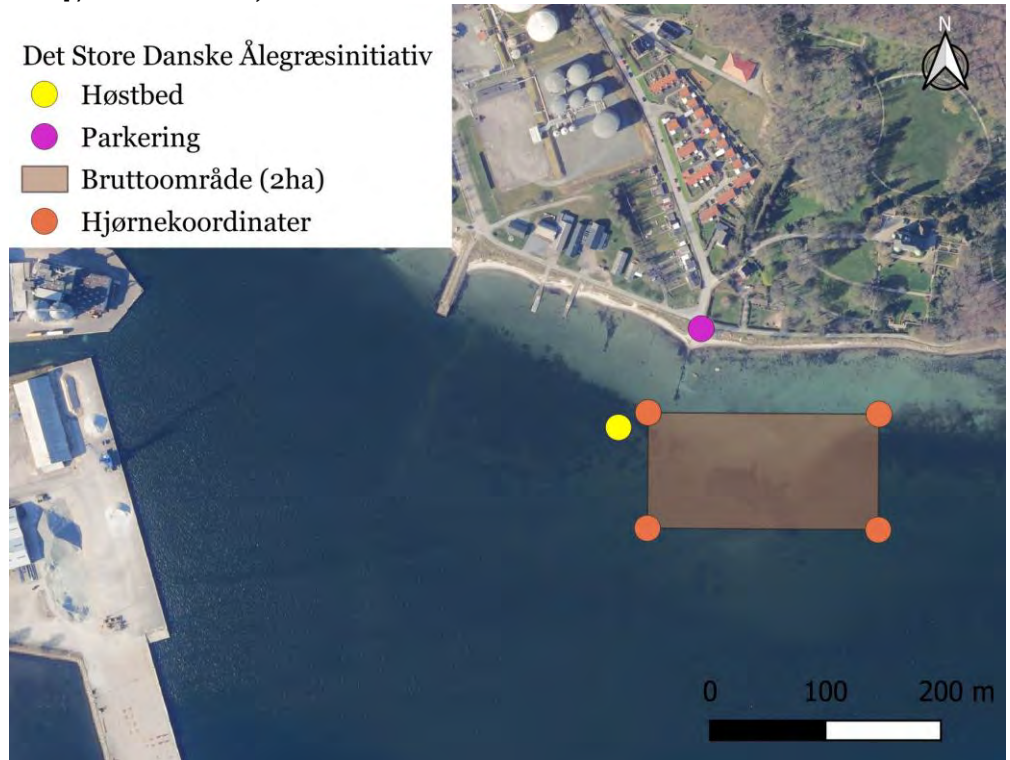 Det Store Danske Ålegræsinitiativ
Høstbed
Parkering
Bruttoområde (2ha)
Hjørnekoordinater
N
0 100 200 m